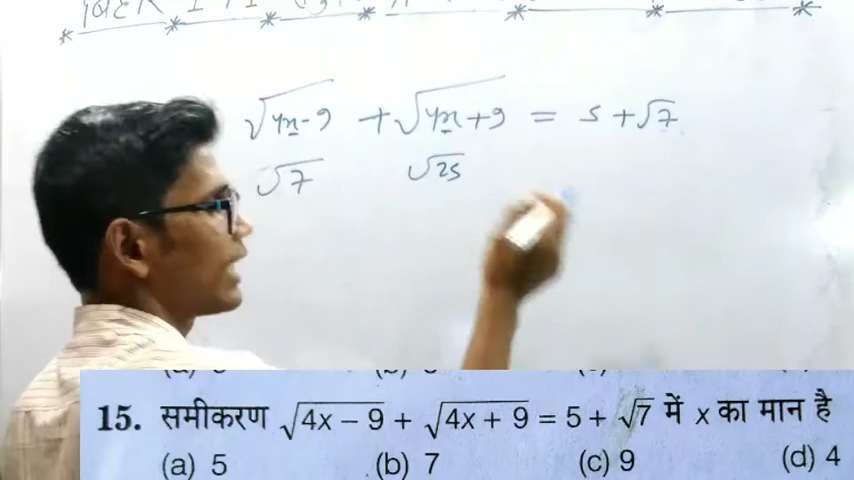 √4x-9 + √4x+9 = 5 + √7
√7 √25
15. समीकरण √4x – 9 + √4x + 9 = 5 + √7 में x का मान है
(a) 5 (b) 7 (c) 9 (d) 4